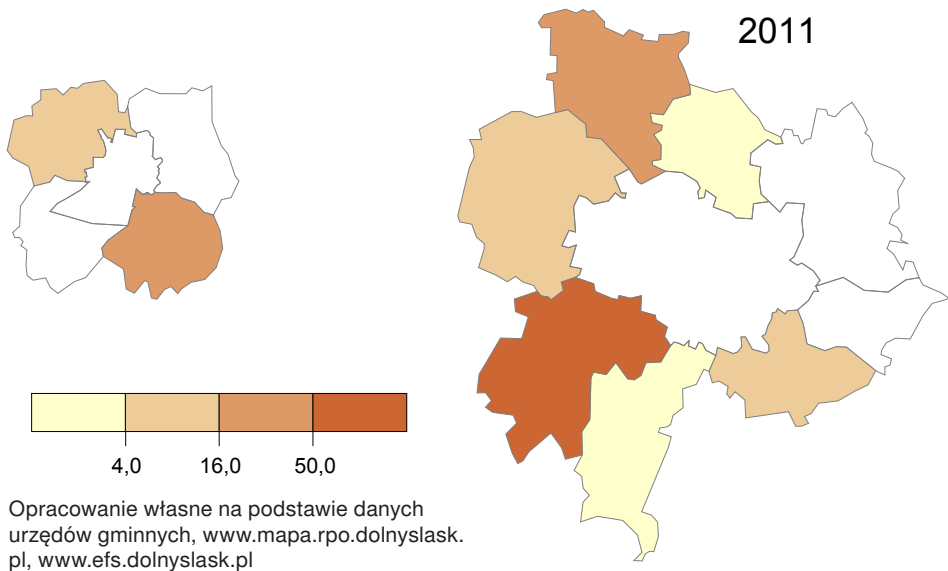 2011
4,0 16,0 50,0
Opracowanie własne na podstawie danych
urzędów gminnych, www.mapa.rpo.dolnyslask.
pl, www.efs.dolnyslask.pl